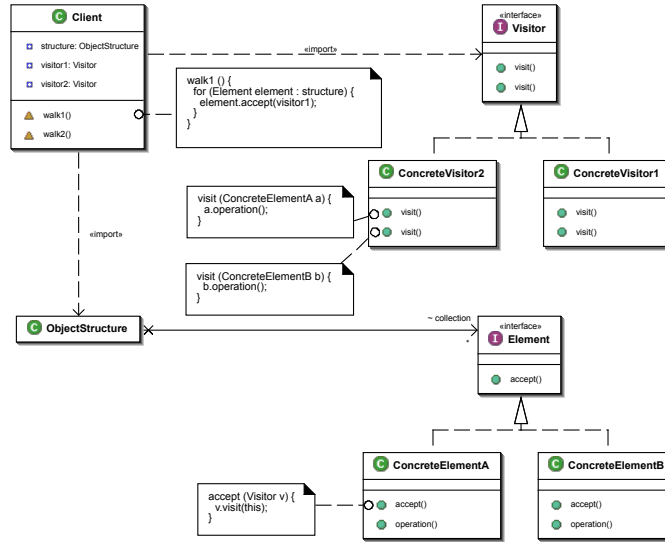 C Client
structure: ObjectStructure
visitor1: Visitor
visitor2: Visitor
walk1()
walk2()
«import»
«interface»
I Visitor
visit()
visit()
walk1 () {
for (Element element : structure) {
element.accept(visitor1);
}
}
C ConcreteVisitor2
visit()
visit()
C ConcreteVisitor1
visit()
visit()
visit (ConcreteElementA a) {
a.operation();
}
visit (ConcreteElementB b) {
b.operation();
}
«import»
C ObjectStructure
~ collection
*
«interface»
I Element
accept()
C ConcreteElementA
accept()
operation()
C ConcreteElementB
accept()
operation()
accept (Visitor v) {
v.visit(this);
}